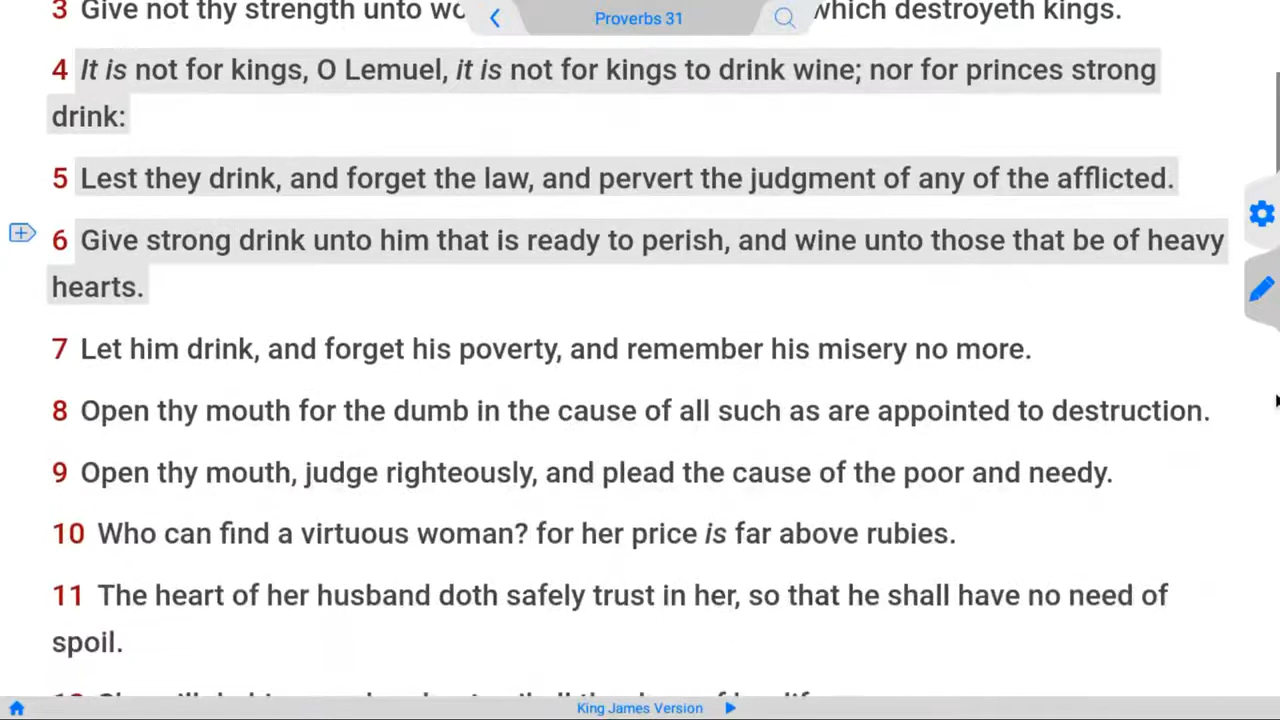 3 Give not thy strength unto which destroyeth kings.
Proverbs 31
4 It is not for kings, O Lemuel, it is not for kings to drink wine; nor for princes strong
drink:
5 Lest they drink, and forget the law, and pervert the judgment of any of the afflicted.
6 Give strong drink unto him that is ready to perish, and wine unto those that be of heavy
hearts.
7 Let him drink, and forget his poverty, and remember his misery no more.
8 Open thy mouth for the dumb in the cause of all such as are appointed to destruction.
9 Open thy mouth, judge righteously, and plead the cause of the poor and needy.
10 Who can find a virtuous woman? for her price is far above rubies.
11 The heart of her husband doth safely trust in her, so that he shall have no need of
spoil.
King James Version